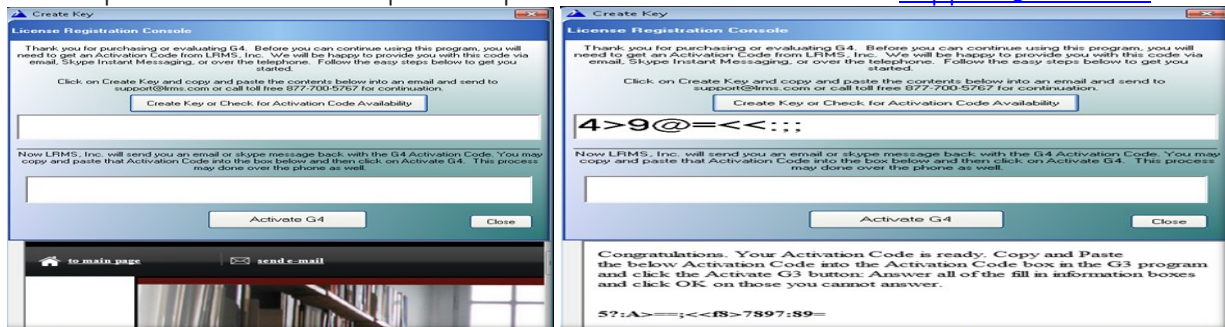 Create Key
License Registration Console
Thank you for purchasing or evaluating G4. Before you can continue using this program, you will
need to get an Activation Code from LRMS, Inc. We will be happy to provide you with this code via
email, Skype Instant Messaging, or over the telephone. Follow the easy steps below to get you
started.
Click on Create Key and copy and paste the contents below into an email and send to
support@lrms.com or call toll free 877-700-5767 for continuation.
Create Key or Check for Activation Code Availability
Now LRMS, Inc. will send you an email or skype message back with the G4 Activation Code. You may
copy and paste that Activation Code into the box below and then click on Activate G4. This process
may done over the phone as well.
Activate G4
Close
to main page
send e-mail
Create Key
License Registration Console
Thank you for purchasing or evaluating G4. Before you can continue using this program, you will
need to get an Activation Code from LRMS, Inc. We will be happy to provide you with this code via
email, Skype Instant Messaging, or over the telephone. Follow the easy steps below to get you
started.
Click on Create Key and copy and paste the contents below into an email and send to
support@lrms.com or call toll free 877-700-5767 for continuation.
Create Key or Check for Activation Code Availability
4>9@=<<:;;
Now LRMS, Inc. will send you an email or skype message back with the G4 Activation Code. You may
copy and paste that Activation Code into the box below and then click on Activate G4. This process
may done over the phone as well.
Activate G4
Close
Congratulations. Your Activation Code is ready. Copy and Paste
the below Activation Code into the Activation Code box in the G3 program
and click the Activate G3 button: Answer all of the fill in information boxes
and click OK on those you cannot answer.
5?:A>==;<<f8>7897:89=